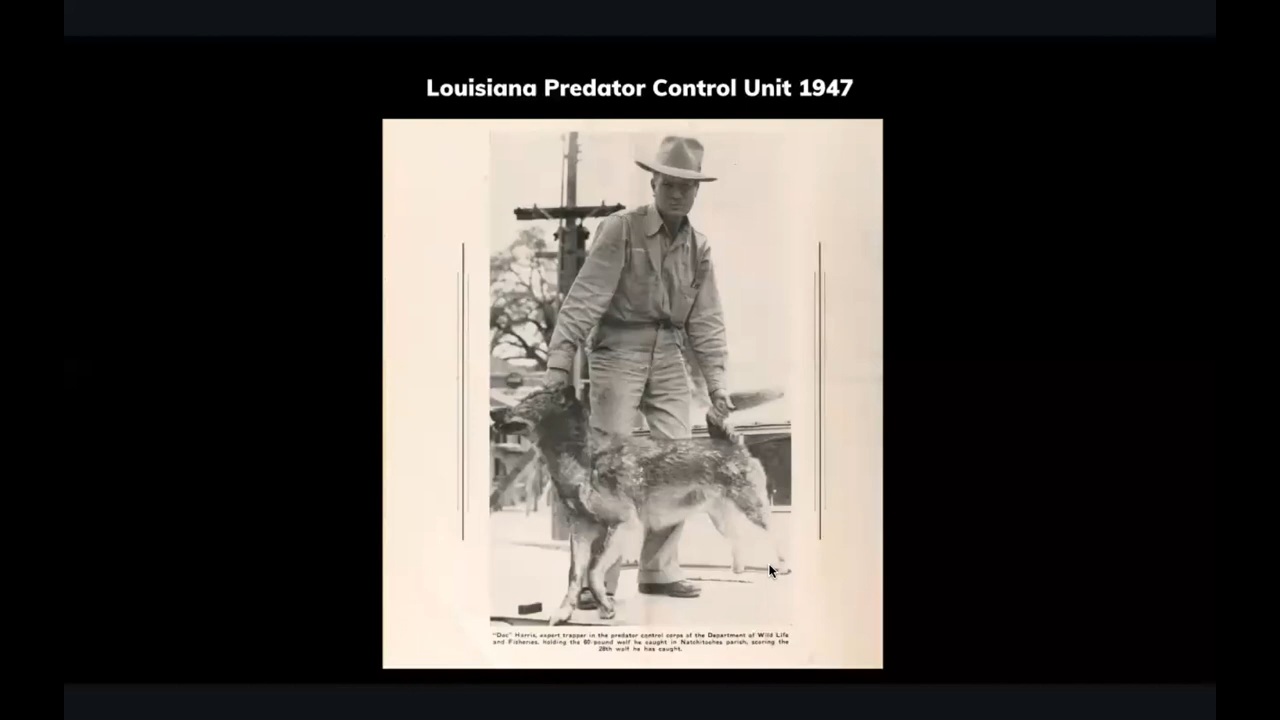 Louisiana Predator Control Unit 1947
"Doc" Harris, expert trapper in the predator control corps of the Department of Wild Life
and Fisheries, holding the 60-pound wolf he caught in Natchitoches parish, scoring the
28th wolf he has caught.